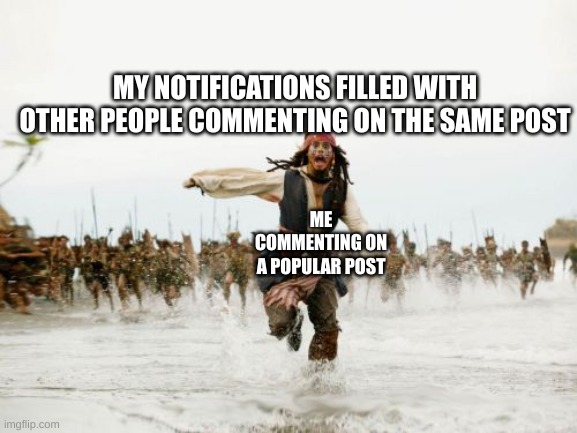 MY NOTIFICATIONS FILLED WITH
OTHER PEOPLE COMMENTING ON THE SAME POST
ME
COMMENTING ON
A POPULAR POST
imgflip.com